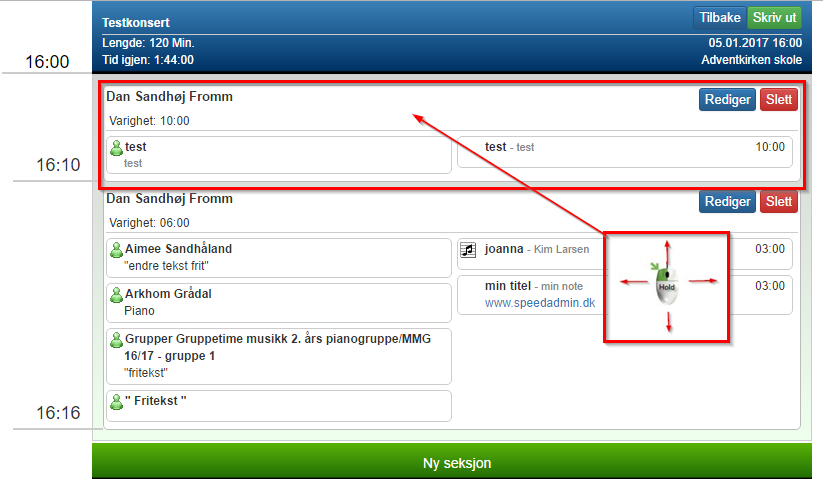 Testkonsert
Tilbake
Skriv ut
Lengde: 120 Min.
05.01.2017 16:00
16:00
Tid igjen: 1:44:00
Adventkirken skole
Dan Sandhøj Fromm
Rediger
Slett
Varighet: 10:00
test
test
test - test
10:00
16:10
Dan Sandhøj Fromm
Rediger
Slett
Varighet: 06:00
Aimee Sandhåland
"endre tekst frit"
joanna - Kim Larsen
03:00
Arkhom Grådal
Piano
min titel - min note
03:00
www.speedadmin.dk
Hold
Grupper Gruppetime musikk 2. års pianogruppe/MMG
16/17 - gruppe 1
"fritekst"
" Fritekst "
16:16
Ny seksjon